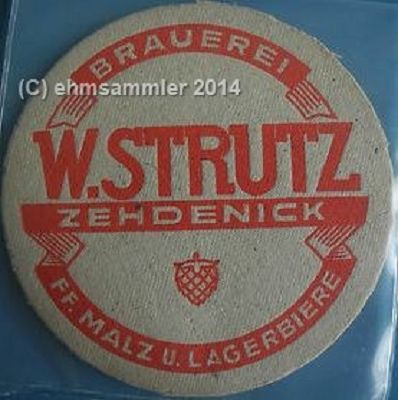 BRAUEREI
(C) ehmsammler 2014
W.STRUTZ
ZEHDENICK
FF. MALZ U. LAGERBIERE